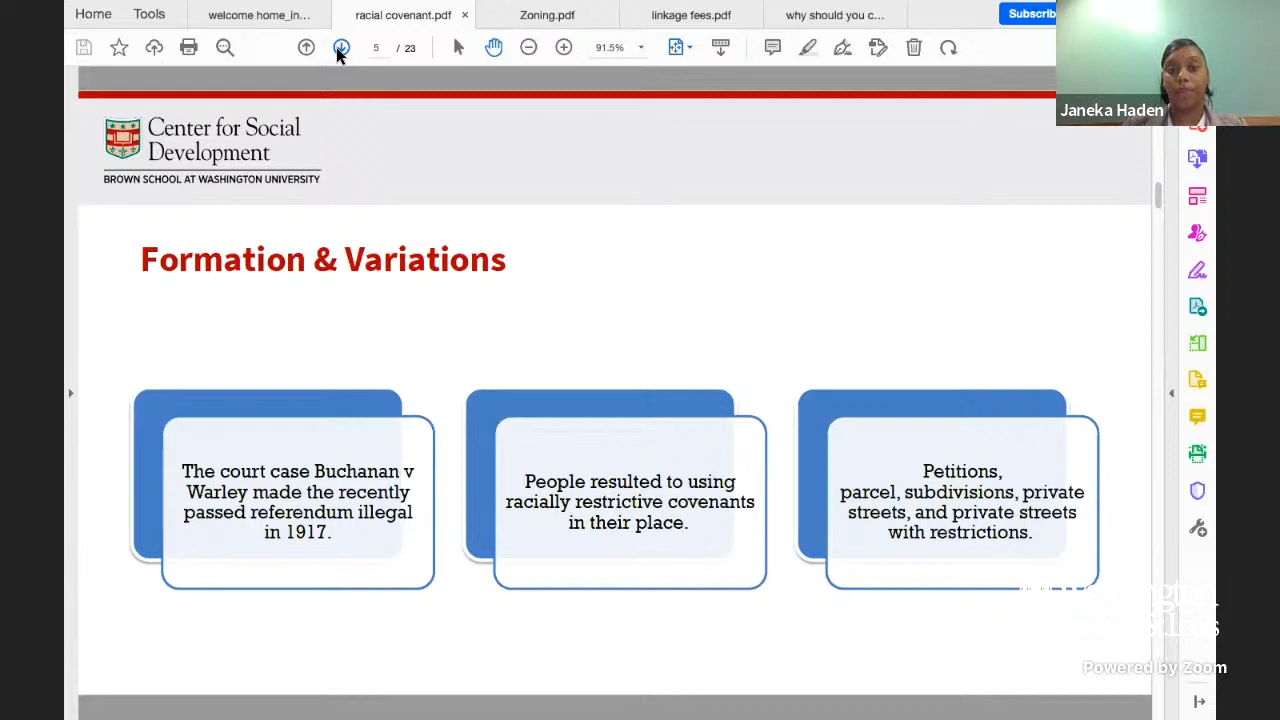 Home Tools welcome home_in... racial covenant.pdf × Zoning.pdf linkage fees.pdf why should you c... Subscrib
5 / 23 91.5%
Janeka Haden
Center for Social
Development
BROWN SCHOOL AT WASHINGTON UNIVERSITY
Formation & Variations
The court case Buchanan v
Warley made the recently
passed referendum illegal
in 1917.
People resulted to using
racially restrictive covenants
in their place.
Petitions,
parcel, subdivisions, private
streets, and private streets
with restrictions.
Powered by Zoom